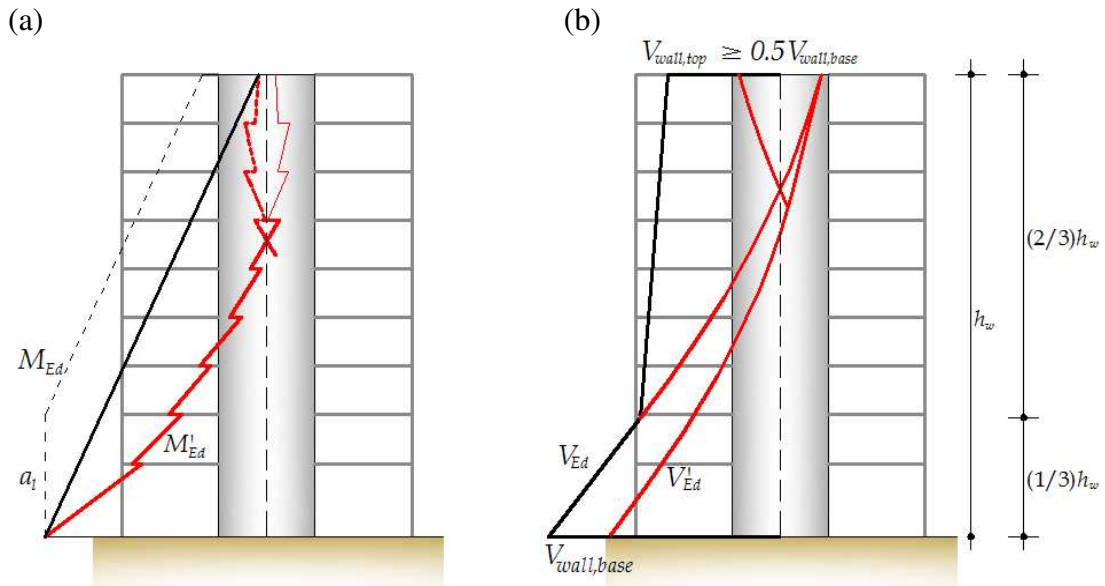 (a)
(b)
V_wall,top ≥ 0.5V_wall,base
M_Ed
M'_Ed
a_l
V_Ed
V'_Ed
V_wall,base
(2/3)h_w
h_w
(1/3)h_w